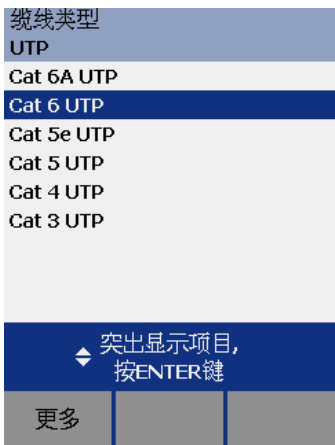 缆线类型
UTP
Cat 6A UTP
Cat 6 UTP
Cat 5e UTP
Cat 5 UTP
Cat 4 UTP
Cat 3 UTP
突出显示项目,
按ENTER键
更多